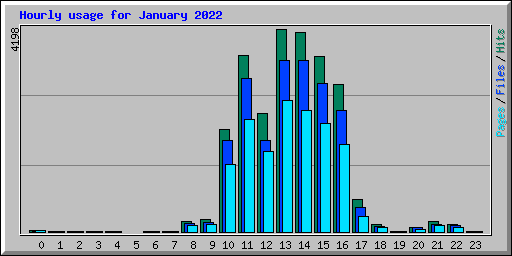 Hourly usage for January 2022
4198
Pages / Files / Hits
0 1 2 3 4 5 6 7 8 9 10 11 12 13 14 15 16 17 18 19 20 21 22 23